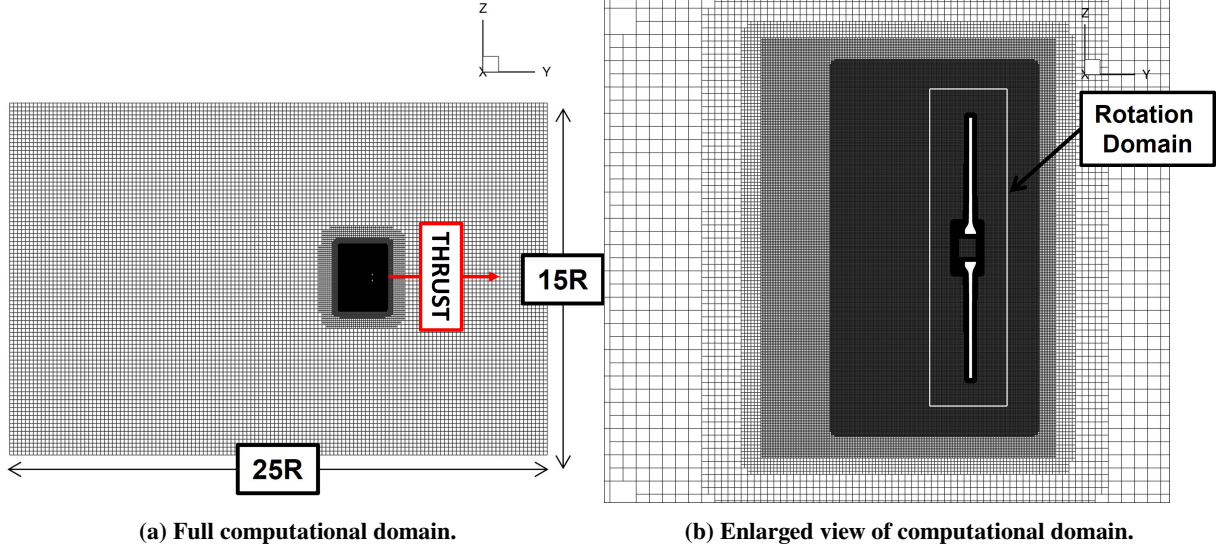 Z
X
Y
THRUST
15R
25R
(a) Full computational domain.
Z
X
Y
Rotation
Domain
(b) Enlarged view of computational domain.